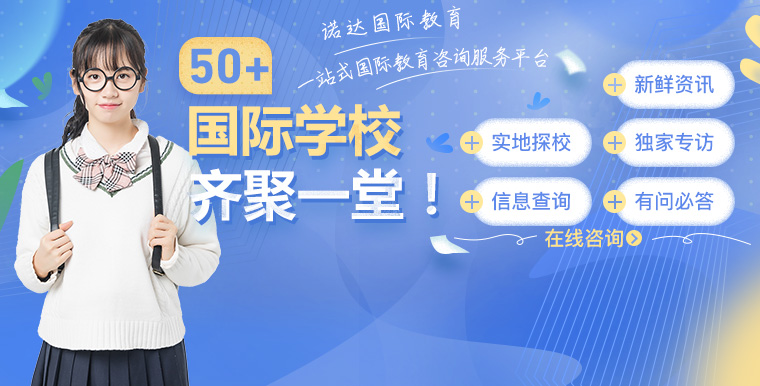 诺达国际教育
一站式国际教育咨询服务平台
50+
国际学校
齐聚一堂！
新鲜资讯
实地探校
独家专访
信息查询
有问必答
在线咨询